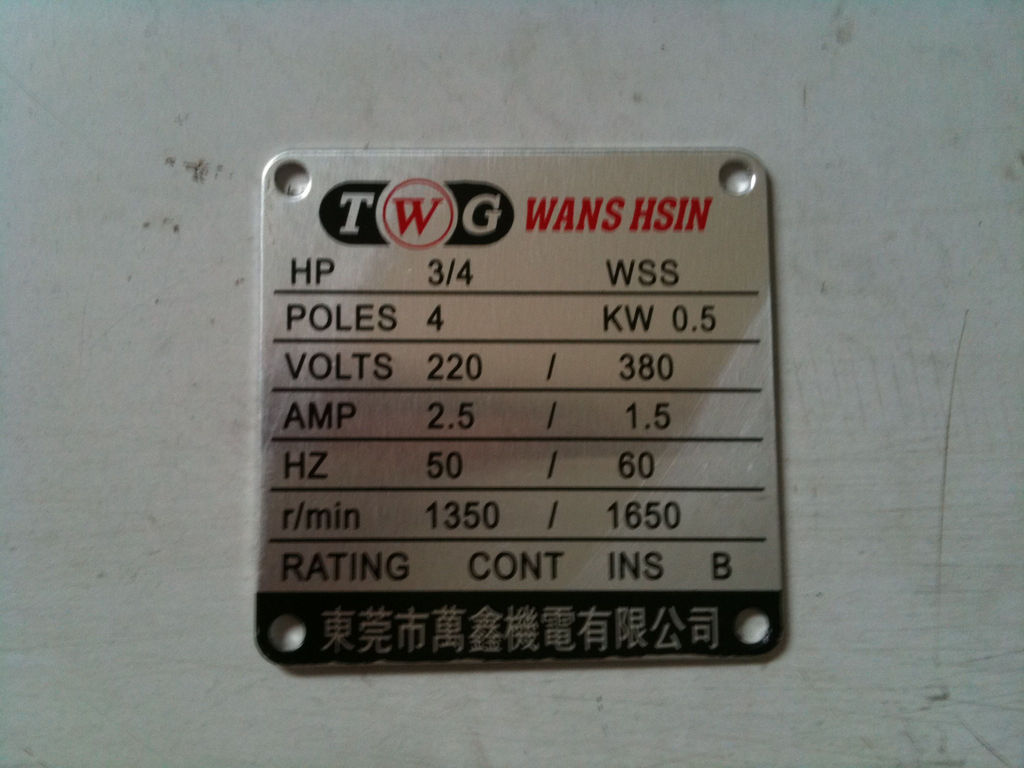 TWG WANS HSIN
HP 3/4 WSS
POLES 4 KW 0.5
VOLTS 220 / 380
AMP 2.5 / 1.5
HZ 50 / 60
r/min 1350 / 1650
RATING CONT INS B
東莞市萬鑫機電有限公司